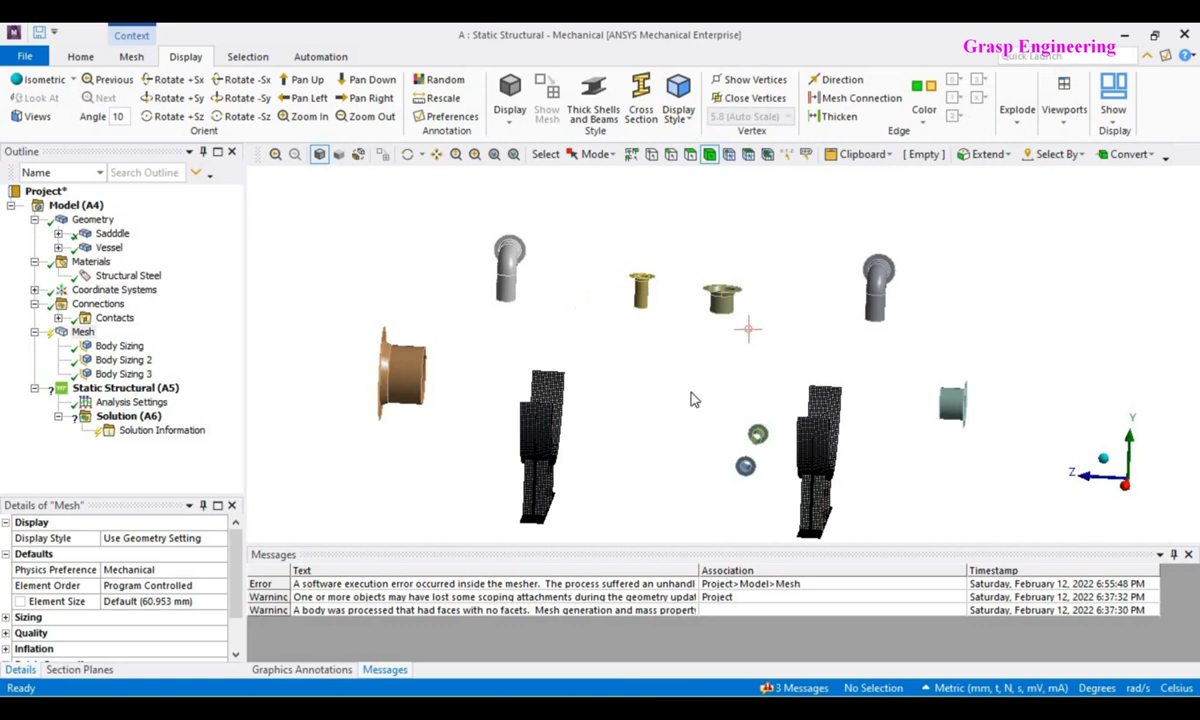 Context
A : Static Structural - Mechanical [ANSYS Mechanical Enterprise]
Grasp Engineering
File Home Mesh Display Selection Automation
Quick Launch
Isometric Previous Rotate +Sx Rotate -Sx Pan Up Pan Down Random
Look At Next Rotate +Sy Rotate -Sy Pan Left Pan Right Rescale
Views Angle 10 Rotate +Sz Rotate -Sz Zoom In Zoom Out Preferences
Orient Annotation
Display Show Mesh Thick Shells and Beams Cross Section Display Style
Style
Show Vertices
Close Vertices
5.8 (Auto Scale)
Vertex
Direction
Mesh Connection
Thicken
Color
Edge
Explode Viewports Show
Display
Outline
Name Search Outline
Select Mode Clipboard [ Empty ] Extend Select By Convert
Project*
Model (A4)
Geometry
Sadddle
Vessel
Materials
Structural Steel
Coordinate Systems
Connections
Contacts
Mesh
Body Sizing
Body Sizing 2
Body Sizing 3
Static Structural (A5)
Analysis Settings
Solution (A6)
Solution Information
Y
Z
Details of "Mesh"
Display
Display Style Use Geometry Setting
Defaults
Physics Preference Mechanical
Element Order Program Controlled
Element Size Default (60.953 mm)
Sizing
Quality
Inflation
Details Section Planes
Messages
Text Association Timestamp
Error A software execution error occurred inside the mesher. The process suffered an unhandl Project>Model>Mesh Saturday, February 12, 2022 6:55:48 PM
Warning One or more objects may have lost some scoping attachments during the geometry updat Project Saturday, February 12, 2022 6:37:32 PM
Warning A body was processed that had faces with no facets. Mesh generation and mass property Saturday, February 12, 2022 6:37:30 PM
Graphics Annotations Messages
Ready 3 Messages No Selection Metric (mm, t, N, s, mV, mA) Degrees rad/s Celsius